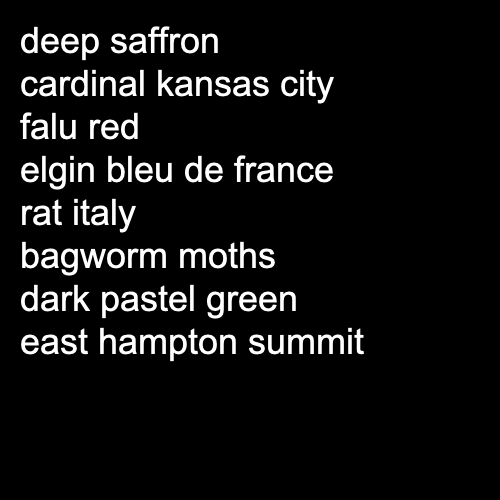 deep saffron
cardinal kansas city
falu red
elgin bleu de france
rat italy
bagworm moths
dark pastel green
east hampton summit